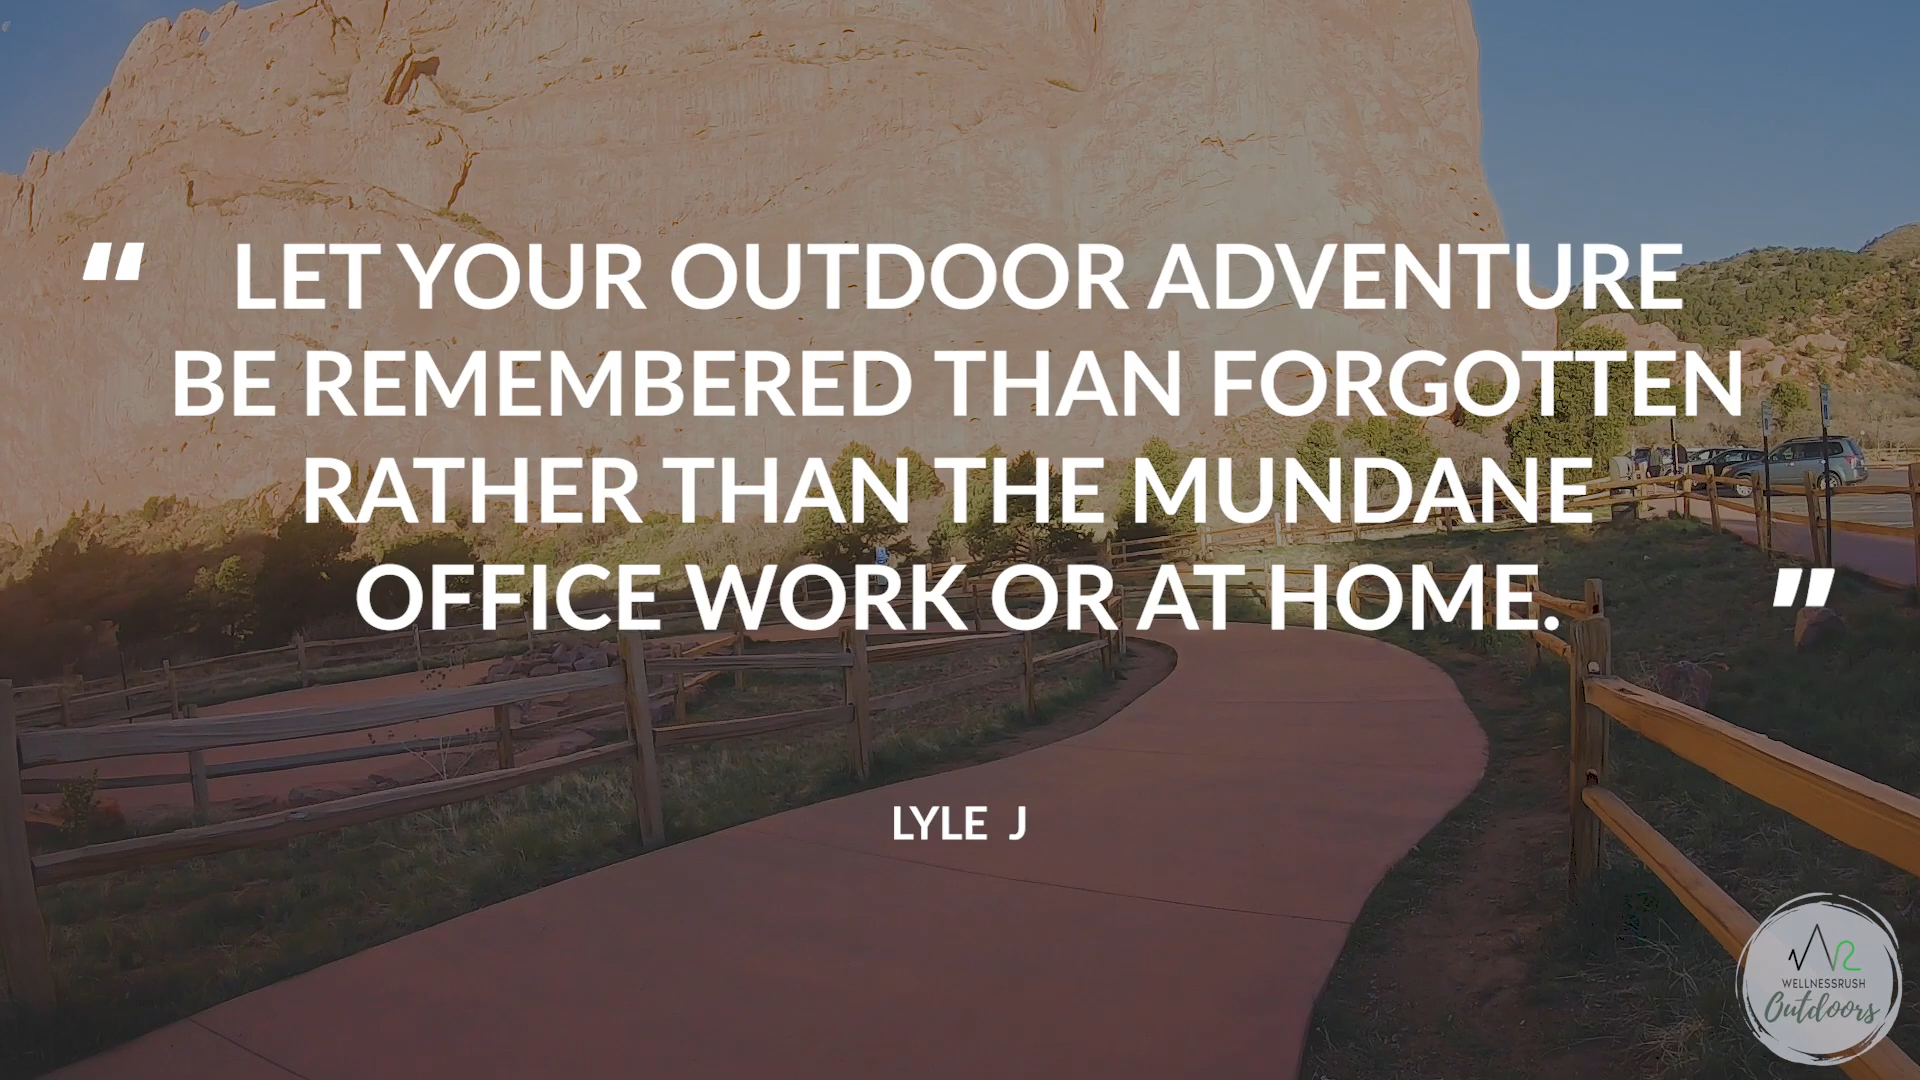 “ LET YOUR OUTDOOR ADVENTURE
BE REMEMBERED THAN FORGOTTEN
RATHER THAN THE MUNDANE
OFFICE WORK OR AT HOME. ”
LYLE J
WELLNESSRUSH
Outdoors